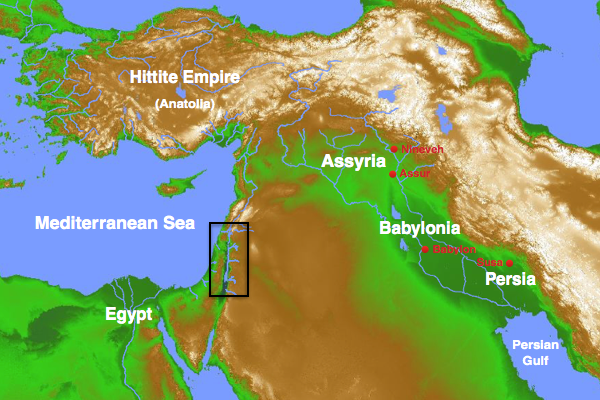 Hittite Empire
(Anatolia)
Nineveh
Assyria
Assur
Mediterranean Sea
Babylonia
Babylon
Susa
Persia
Egypt
Persian
Gulf